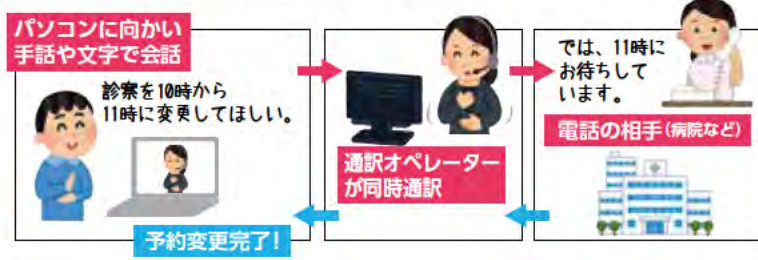 パソコンに向かい
手話や文字で会話
診察を10時から
11時に変更してほしい。
予約変更完了!
通訳オペレーター
が同時通訳
では、11時に
お待ちして
います。
電話の相手(病院など)